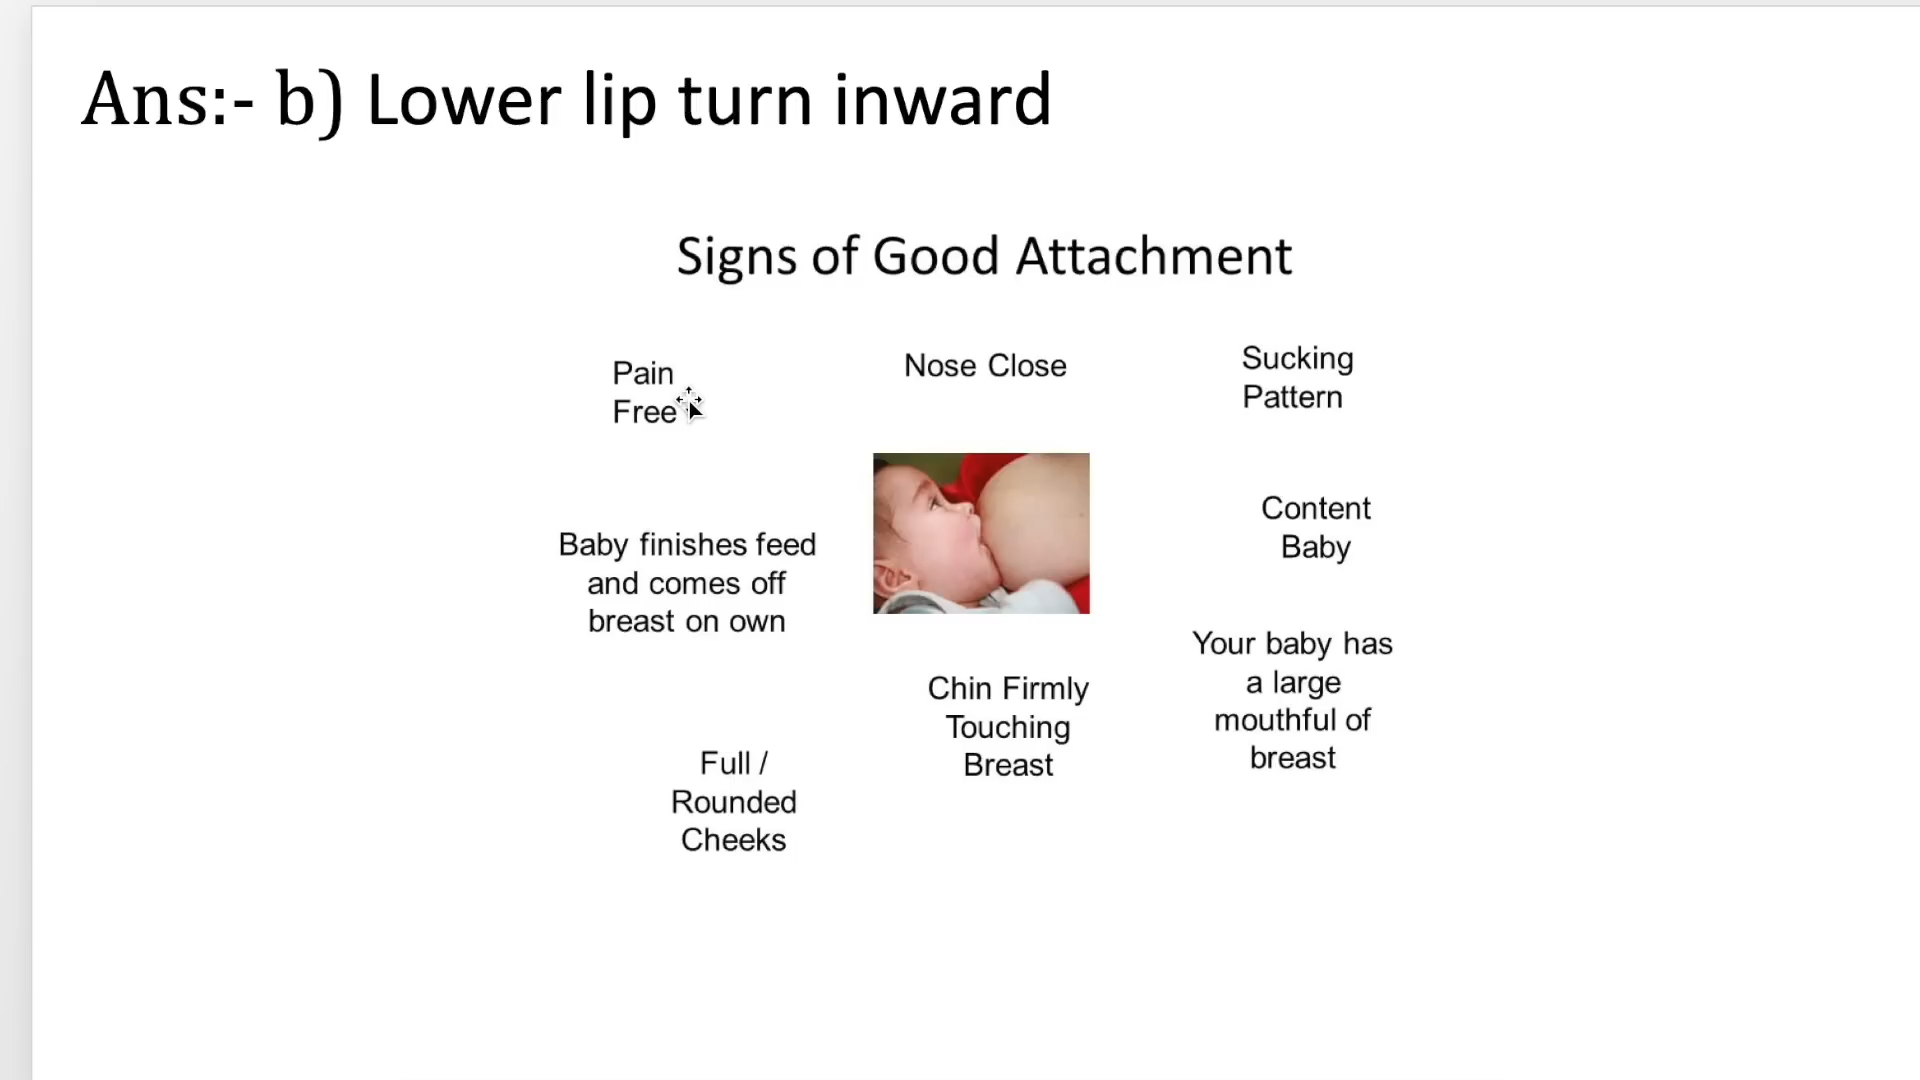 Ans:- b) Lower lip turn inward
Signs of Good Attachment
Pain
Free
Nose Close
Sucking
Pattern
Baby finishes feed
and comes off
breast on own
Content
Baby
Full /
Rounded
Cheeks
Chin Firmly
Touching
Breast
Your baby has
a large
mouthful of
breast